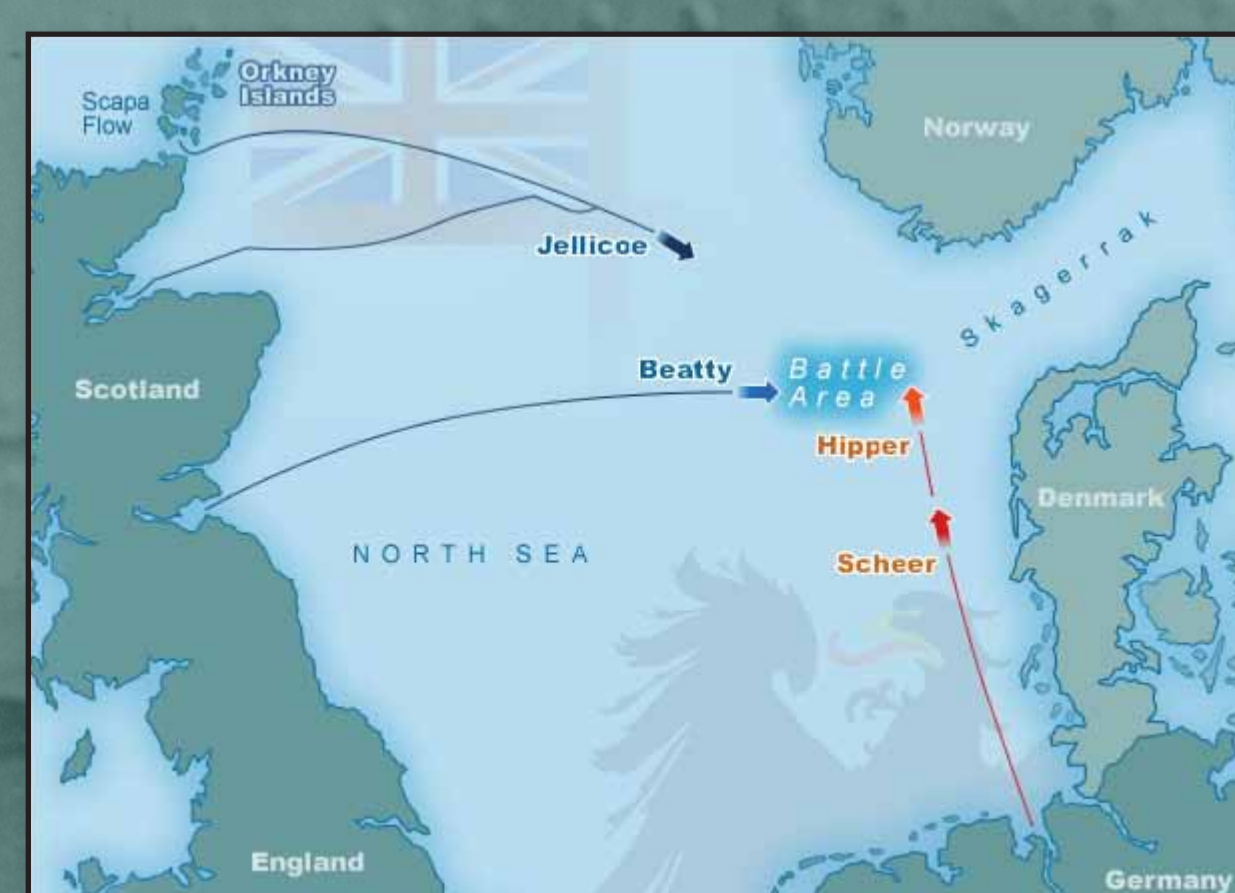 Orkney
Islands
Scapa
Flow
Norway
Jellicoe
Skagerrak
Beatty
Battle
Area
Scotland
Hipper
Denmark
NORTH SEA
Scheer
England
Germany